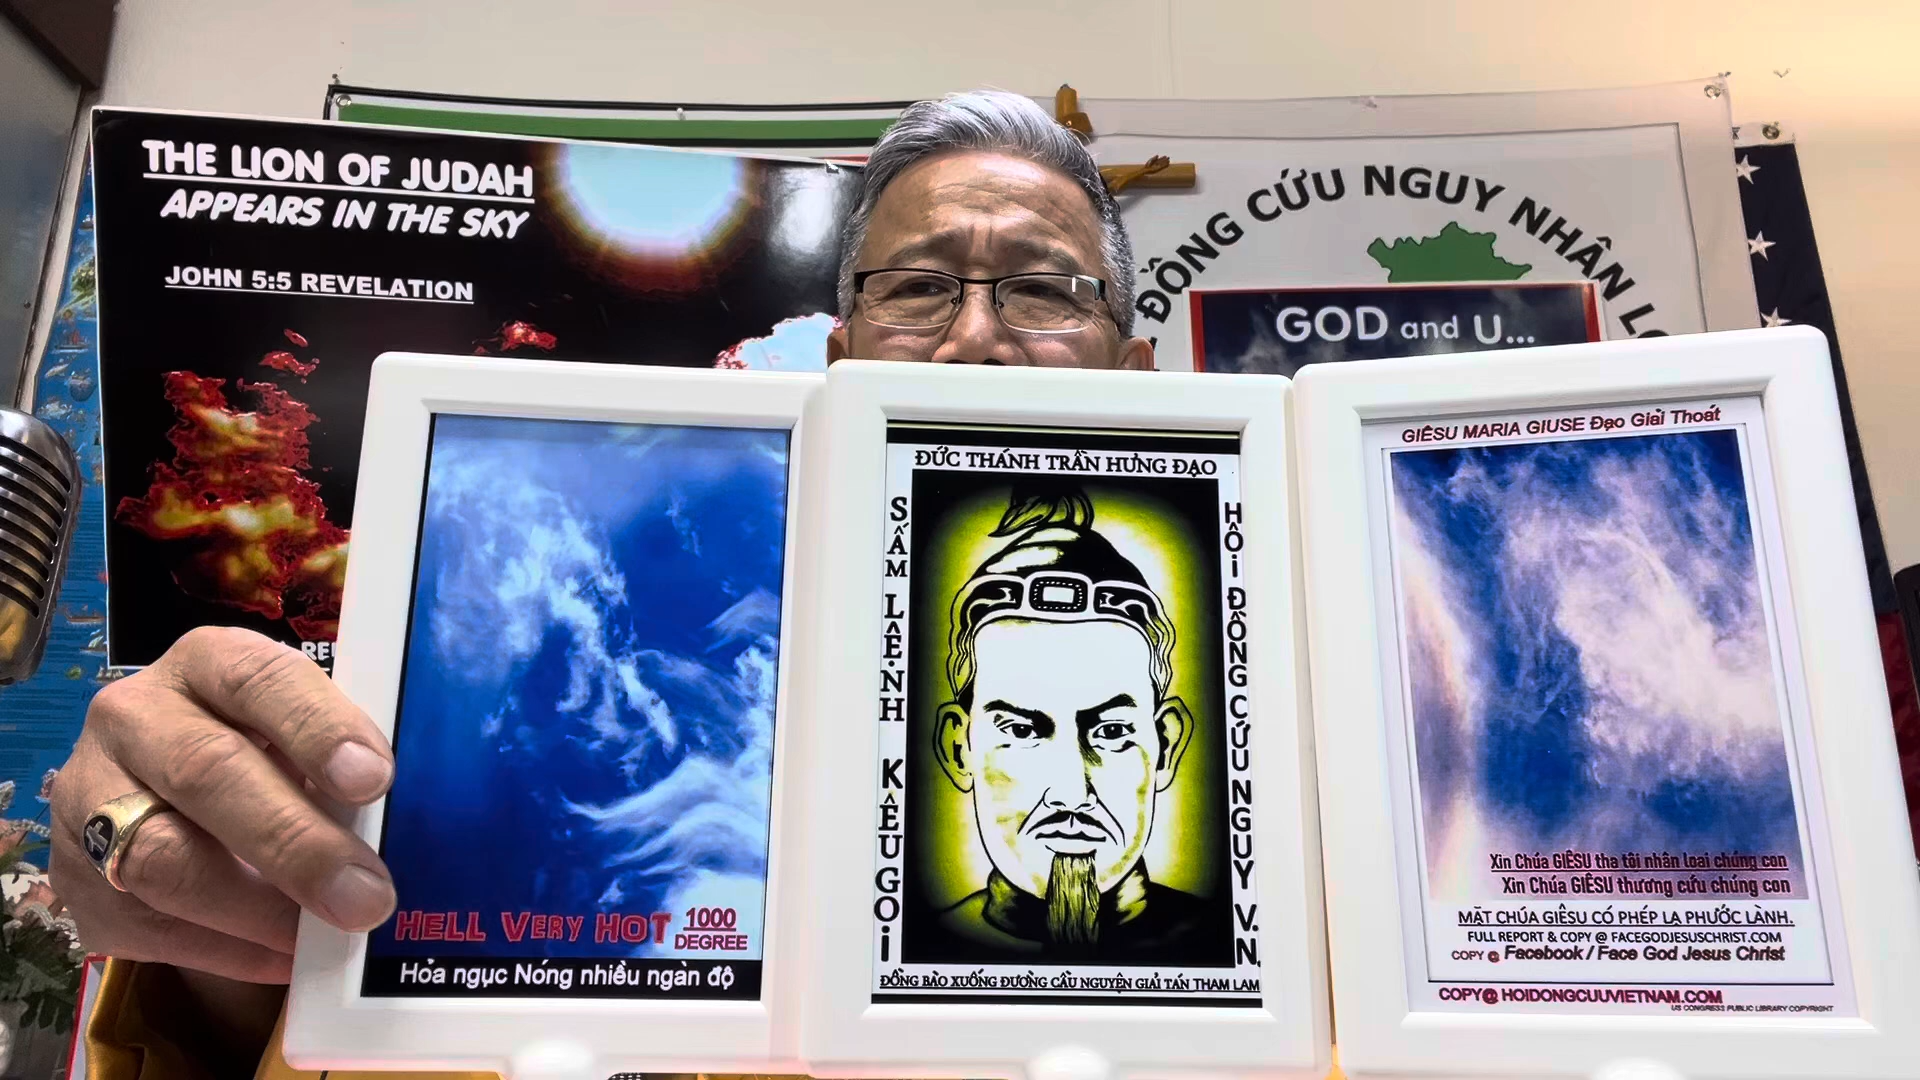 THE LION OF JUDAH
APPEARS IN THE SKY
JOHN 5:5 REVELATION
ĐỒNG CỨU NGUY NHÂN
GOD and U...
HELL VERY HOT 1000
DEGREE
Hỏa ngục Nóng nhiều ngàn độ
ĐỨC THÁNH TRẦN HƯNG ĐẠO
SẤM LỆNH KÊU GỌI
HỘI ĐỒNG CỨU NGUY V.N.
ĐỒNG BÀO XUỐNG ĐƯỜNG CẦU NGUYỆN GIẢI TÁN THAM LAM
GIÊSU MARIA GIUSE Đạo Giải Thoát
Xin Chúa GIÊSU tha tội nhân loại chúng con
Xin Chúa GIÊSU thương cứu chúng con
MẶT CHÚA GIÊSU CÓ PHÉP LẠ PHƯỚC LÀNH.
FULL REPORT & COPY @ FACEGODJESUSCHRIST.COM
COPY @ Facebook / Face God Jesus Christ
COPY@ HOIDONGCUUVIETNAM.COM
US CONGRESS PUBLIC LIBRARY COPYRIGHT